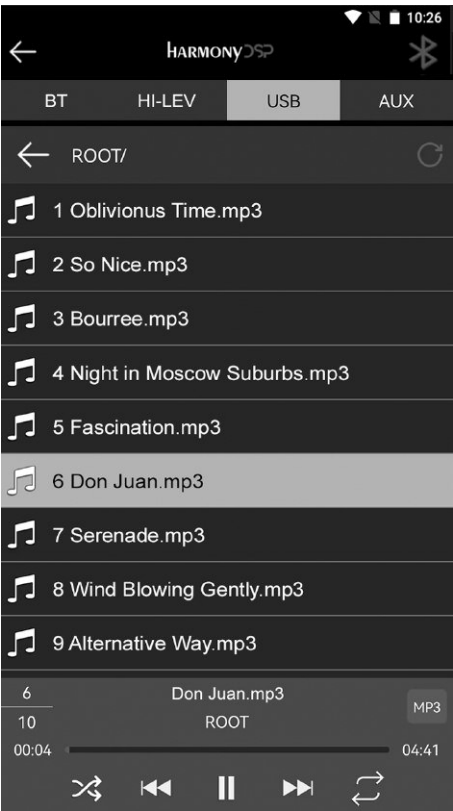 10:26
HARMONYDSP
BT HI-LEV USB AUX
ROOT/
1 Oblivionus Time.mp3
2 So Nice.mp3
3 Bourree.mp3
4 Night in Moscow Suburbs.mp3
5 Fascination.mp3
6 Don Juan.mp3
7 Serenade.mp3
8 Wind Blowing Gently.mp3
9 Alternative Way.mp3
6 Don Juan.mp3
MP3
10 ROOT
00:04 04:41